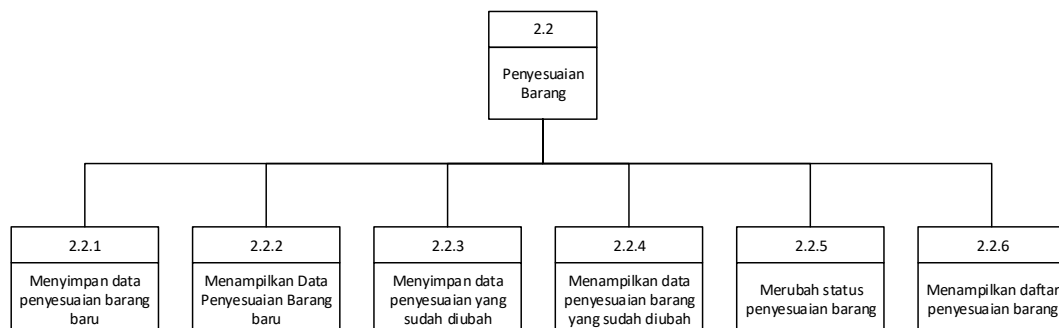 2.2
Penyesuaian
Barang
2.2.1
Menyimpan data
penyesuaian barang
baru
2.2.2
Menampilkan Data
Penyesuaian Barang
baru
2.2.3
Menyimpan data
penyesuaian yang
sudah diubah
2.2.4
Menampilkan data
penyesuaian barang
yang sudah diubah
2.2.5
Merubah status
penyesuaian barang
2.2.6
Menampilkan daftar
penyesuaian barang